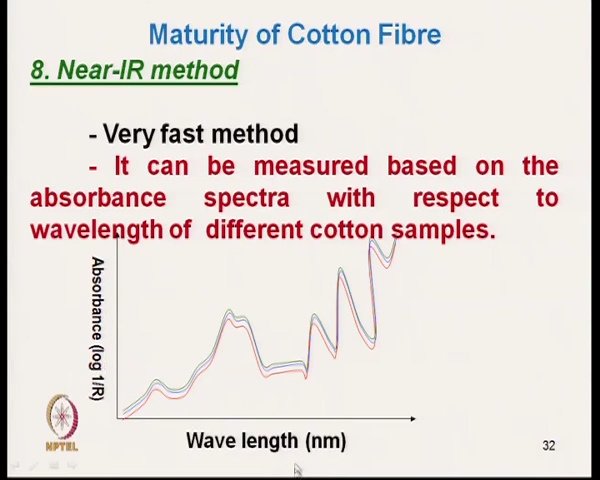 Maturity of Cotton Fibre
8. Near-IR method
- Very fast method
- It can be measured based on the
absorbance spectra with respect to
wavelength of different cotton samples.
Absorbance (log 1/R)
Wave length (nm)
NPTEL
32